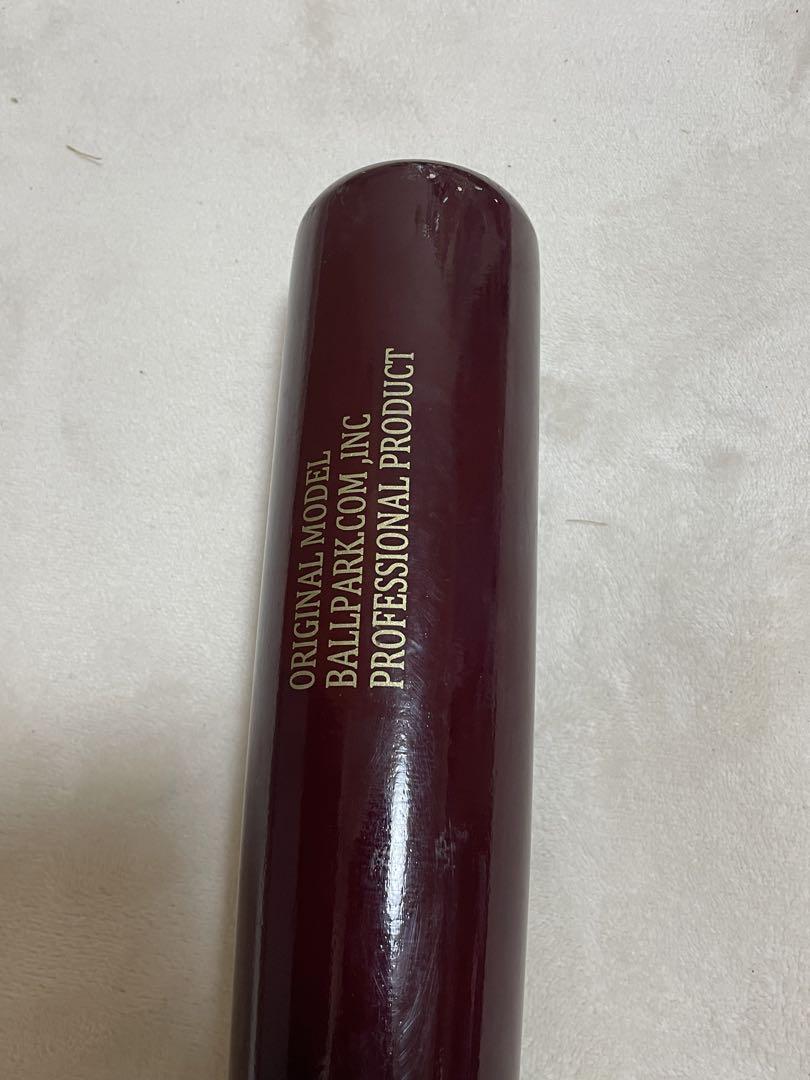 ORIGINAL MODEL
BALLPARK.COM ,INC
PROFESSIONAL PRODUCT